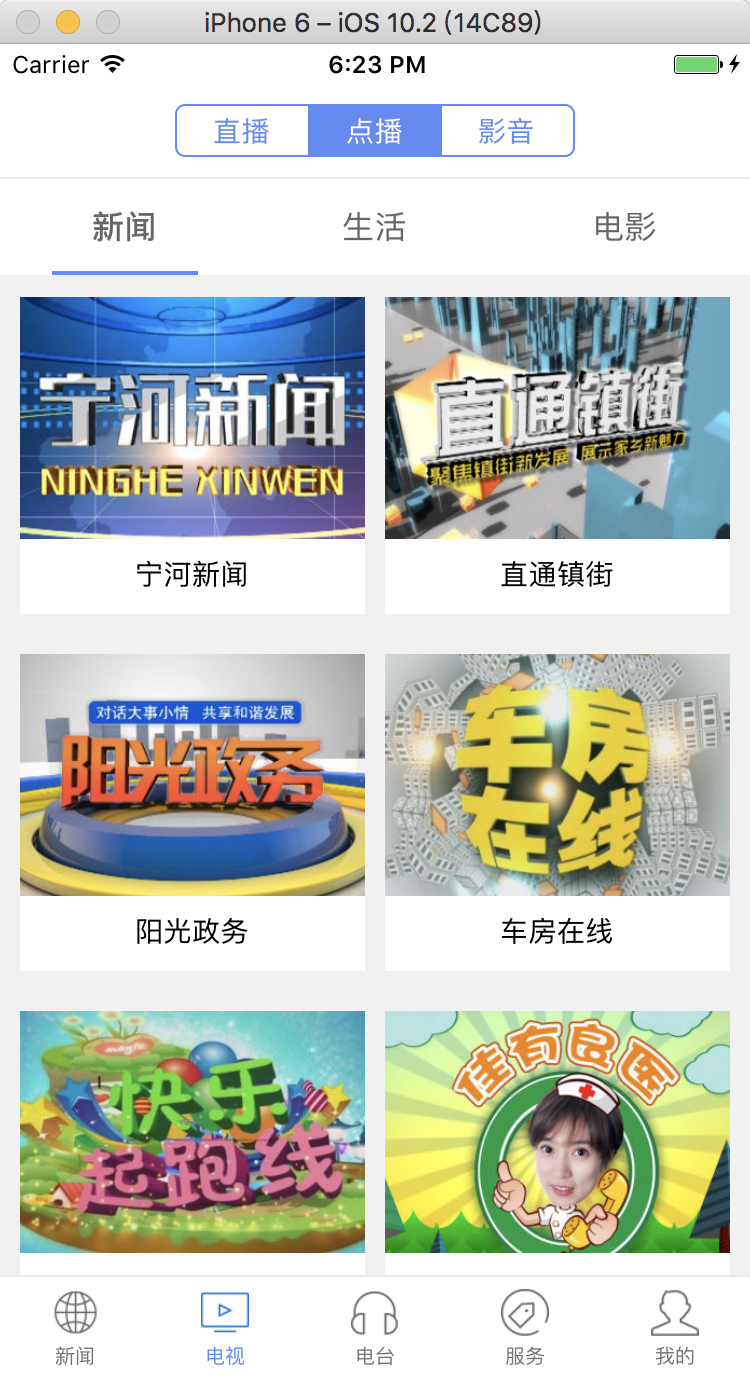 iPhone 6 – iOS 10.2 (14C89)
Carrier 6:23 PM
直播 点播 影音
新闻 生活 电影
宁河新闻
NINGHE XINWEN
宁河新闻
直通镇街
聚焦镇街新发展 展示家乡新魅力
直通镇街
对话大事小情 共享和谐发展
阳光政务
阳光政务
车房
在线
车房在线
magic
快乐
起跑线
佳有良医
新闻 电视 电台 服务 我的